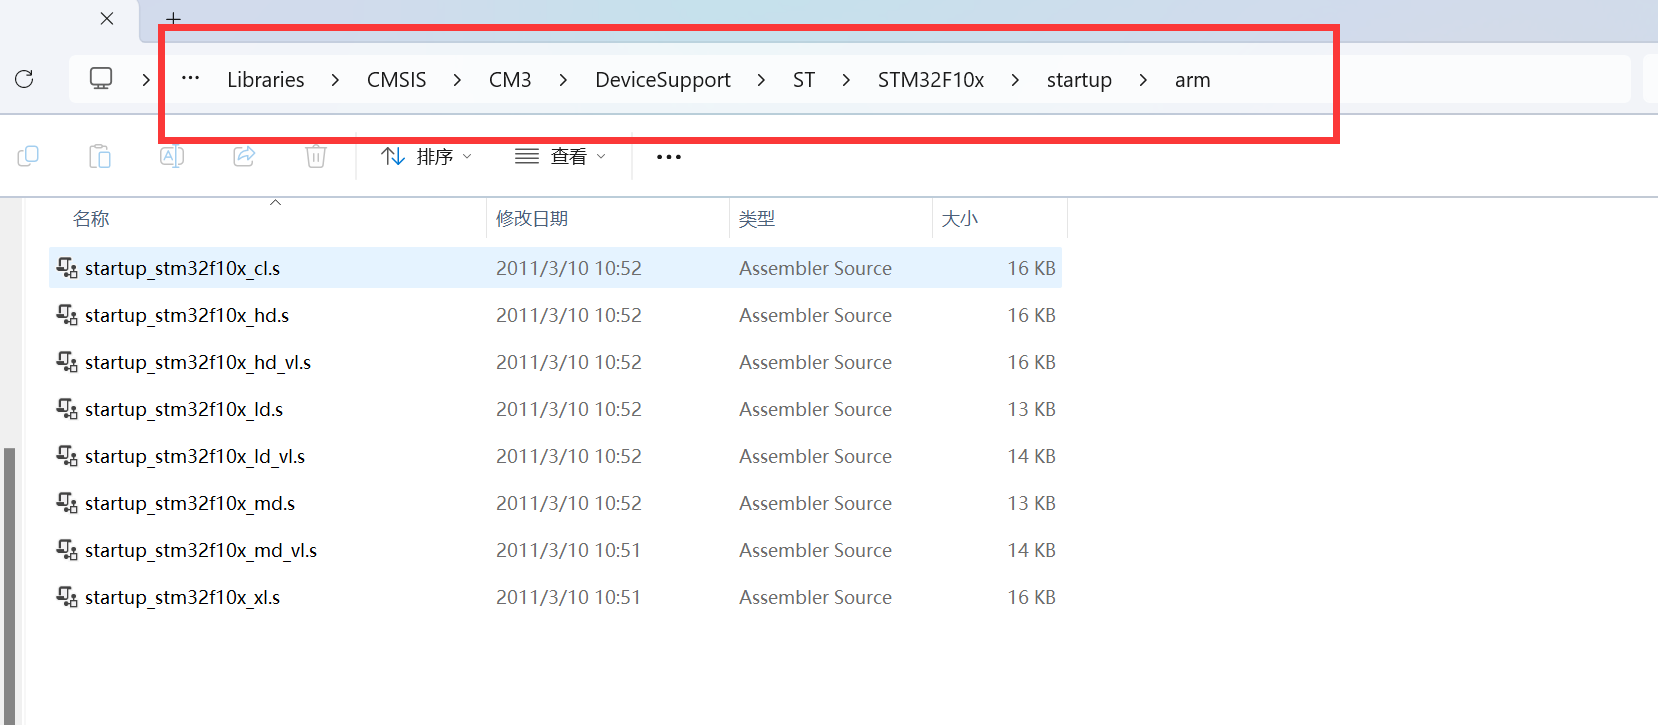 Libraries > CMSIS > CM3 > DeviceSupport > ST > STM32F10x > startup > arm
排序 查看
名称 修改日期 类型 大小
startup_stm32f10x_cl.s 2011/3/10 10:52 Assembler Source 16 KB
startup_stm32f10x_hd.s 2011/3/10 10:52 Assembler Source 16 KB
startup_stm32f10x_hd_vl.s 2011/3/10 10:52 Assembler Source 16 KB
startup_stm32f10x_ld.s 2011/3/10 10:52 Assembler Source 13 KB
startup_stm32f10x_ld_vl.s 2011/3/10 10:52 Assembler Source 14 KB
startup_stm32f10x_md.s 2011/3/10 10:52 Assembler Source 13 KB
startup_stm32f10x_md_vl.s 2011/3/10 10:51 Assembler Source 14 KB
startup_stm32f10x_xl.s 2011/3/10 10:51 Assembler Source 16 KB